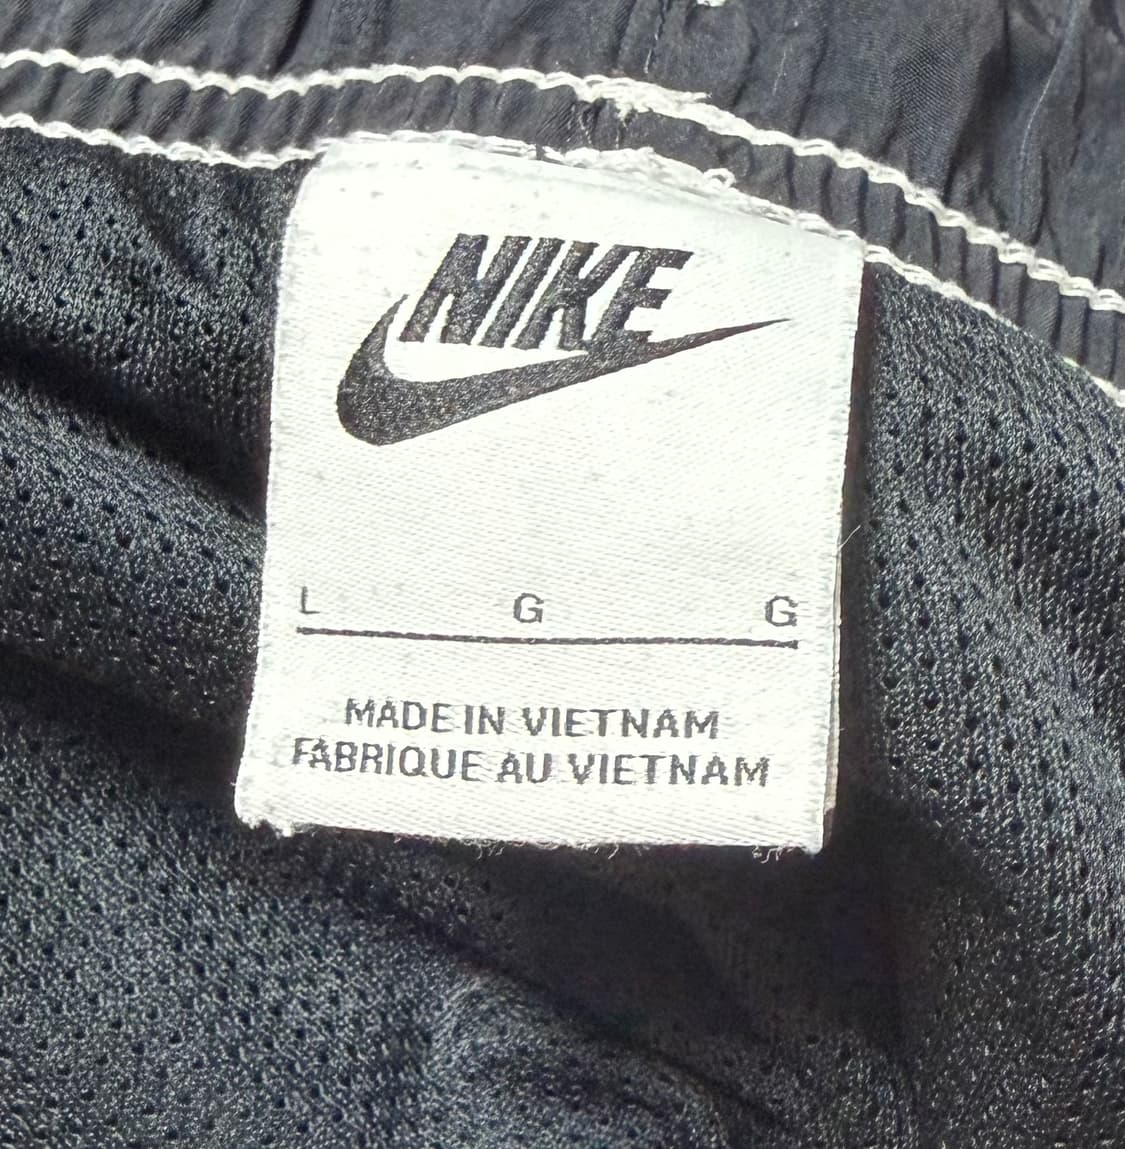 NIKE
L G G
MADE IN VIETNAM
FABRIQUE AU VIETNAM